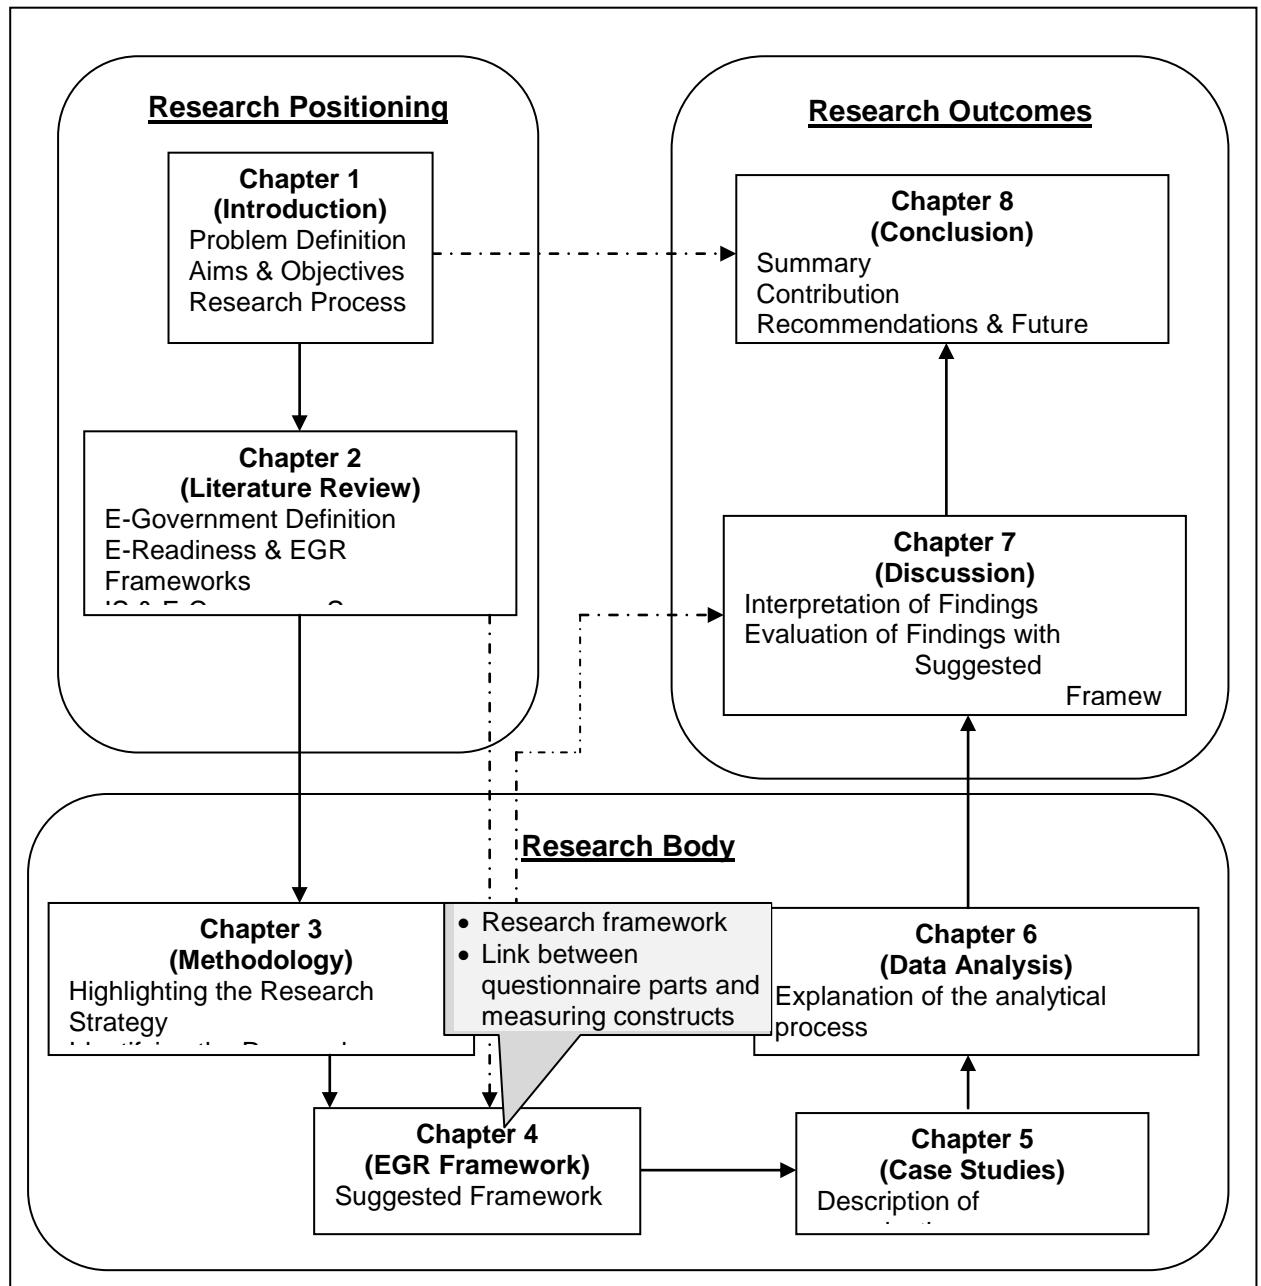 Research Positioning
Chapter 1
(Introduction)
Problem Definition
Aims & Objectives
Research Process
Chapter 2
(Literature Review)
E-Government Definition
E-Readiness & EGR
Frameworks
Research Outcomes
Chapter 8
(Conclusion)
Summary
Contribution
Recommendations & Future
Chapter 7
(Discussion)
Interpretation of Findings
Evaluation of Findings with
Suggested
Framew
Research Body
Chapter 3
(Methodology)
Highlighting the Research
Strategy
• Research framework
• Link between
questionnaire parts and
measuring constructs
Chapter 6
(Data Analysis)
Explanation of the analytical
process
Chapter 4
(EGR Framework)
Suggested Framework
Chapter 5
(Case Studies)
Description of